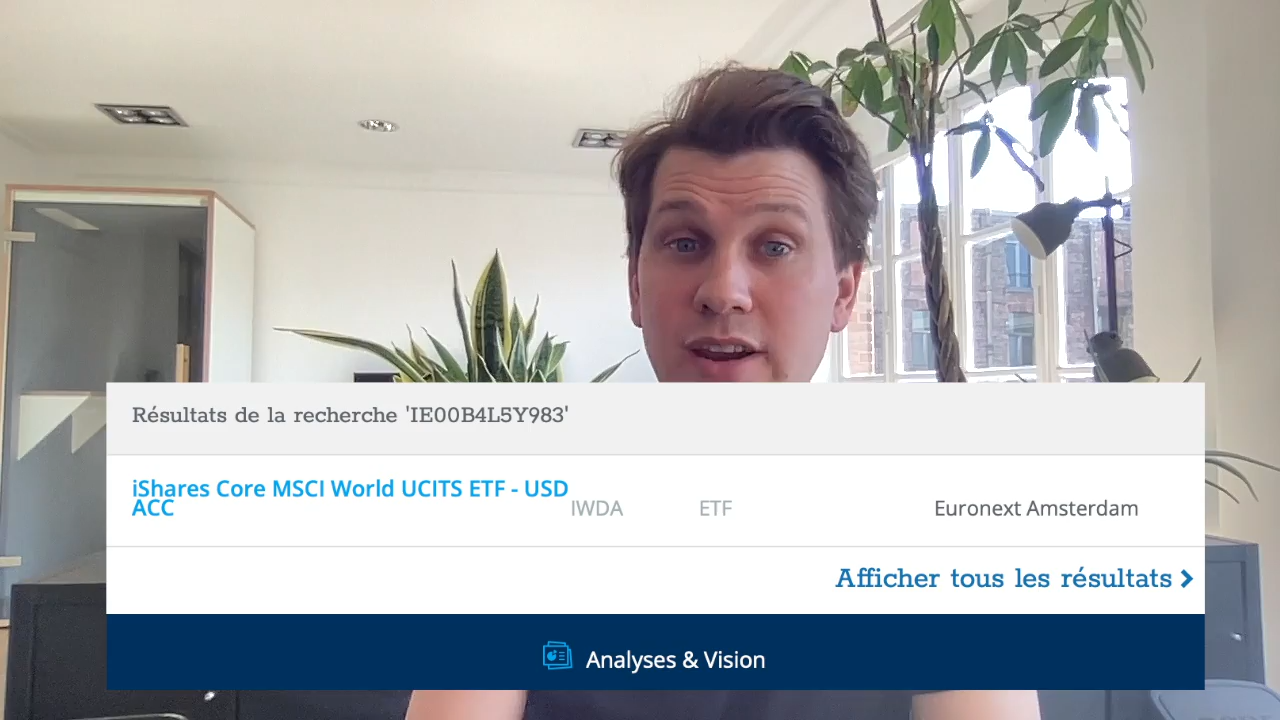 Résultats de la recherche 'IE00B4L5Y983'
iShares Core MSCI World UCITS ETF - USD
ACC
IWDA ETF Euronext Amsterdam
Afficher tous les résultats
Analyses & Vision